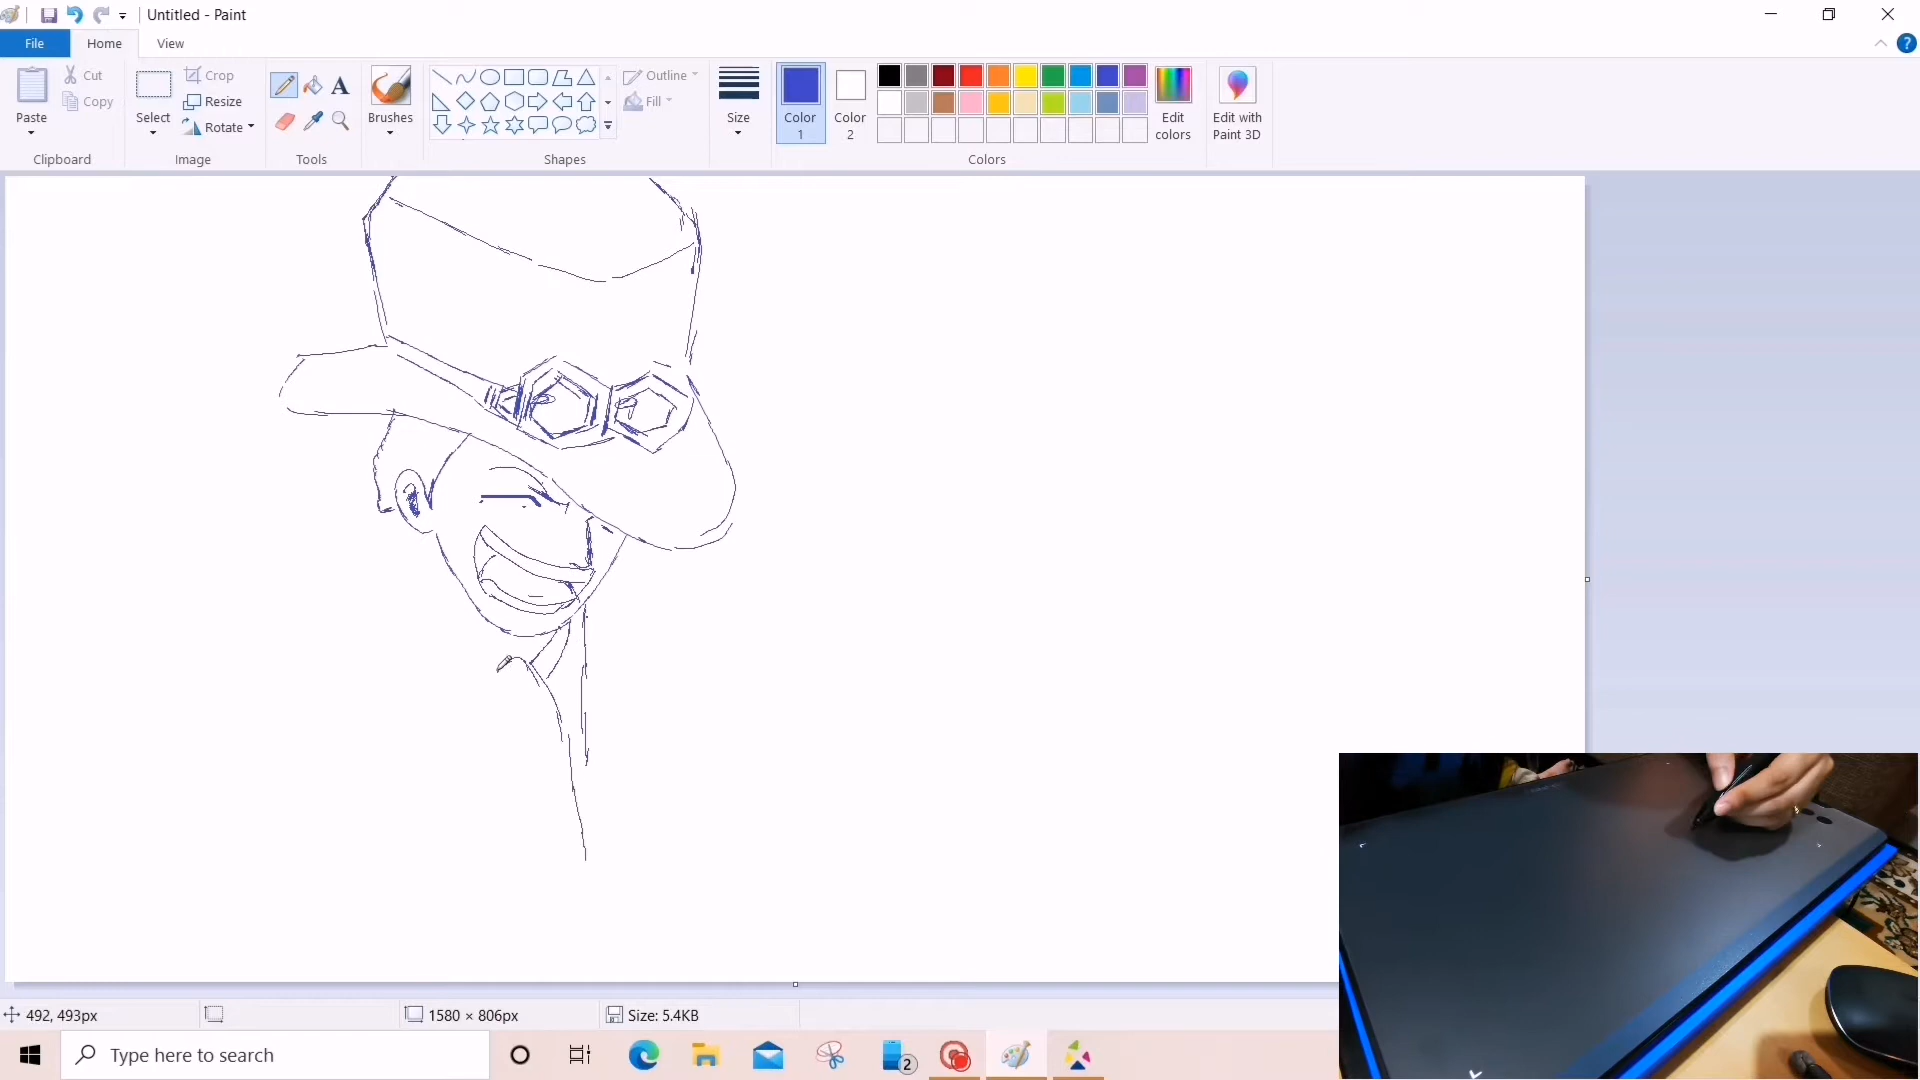 Untitled - Paint
File Home View
Paste
Cut
Copy
Clipboard
Select
Crop
Resize
Rotate
Image
Tools
Brushes
Shapes
Outline
Fill
Size
Color 1
Color 2
Edit colors
Colors
Edit with Paint 3D
492, 493px
1580 × 806px
Size: 5.4KB
Type here to search
2